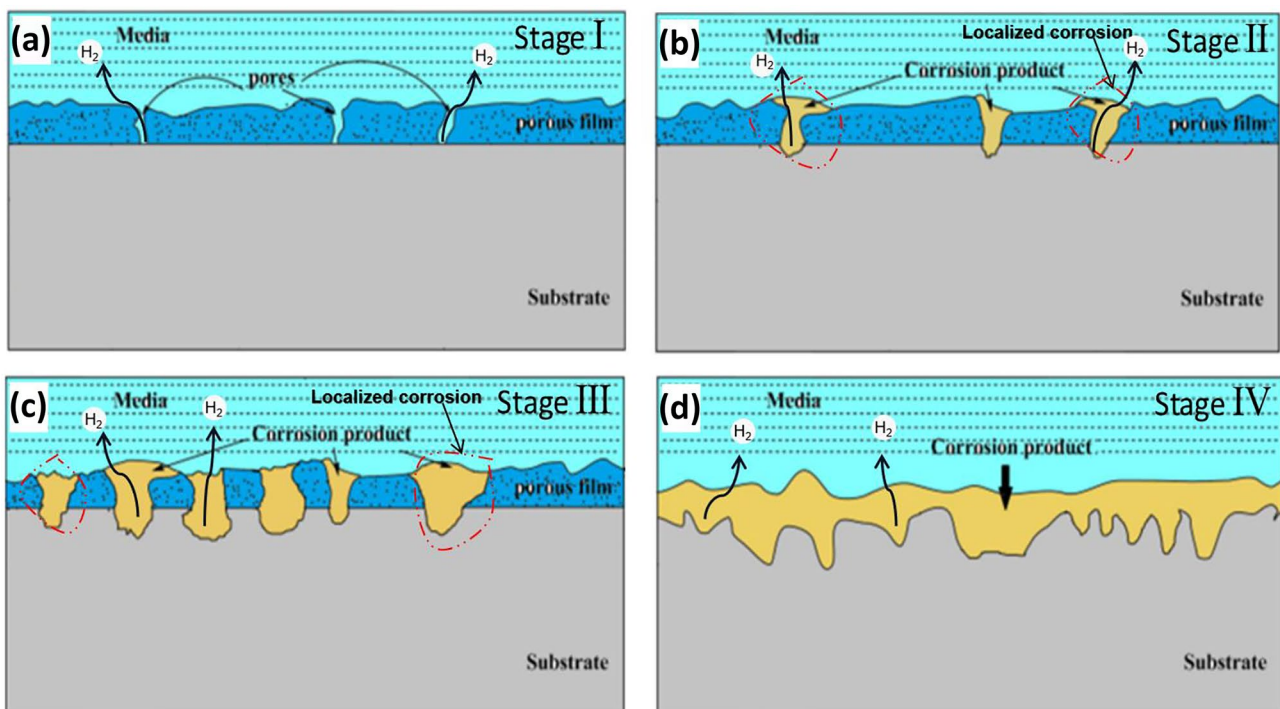 (a)
Media
Stage I
H2
pores
H2
porous film
Substrate
(b)
Media
Localized corrosion
Stage II
H2
H2
Corrosion product
porous film
Substrate
(c)
Media
H2
H2
Localized corrosion
Stage III
Corrosion product
porous film
Substrate
(d)
Media
Stage IV
H2
H2
Corrosion product
Substrate